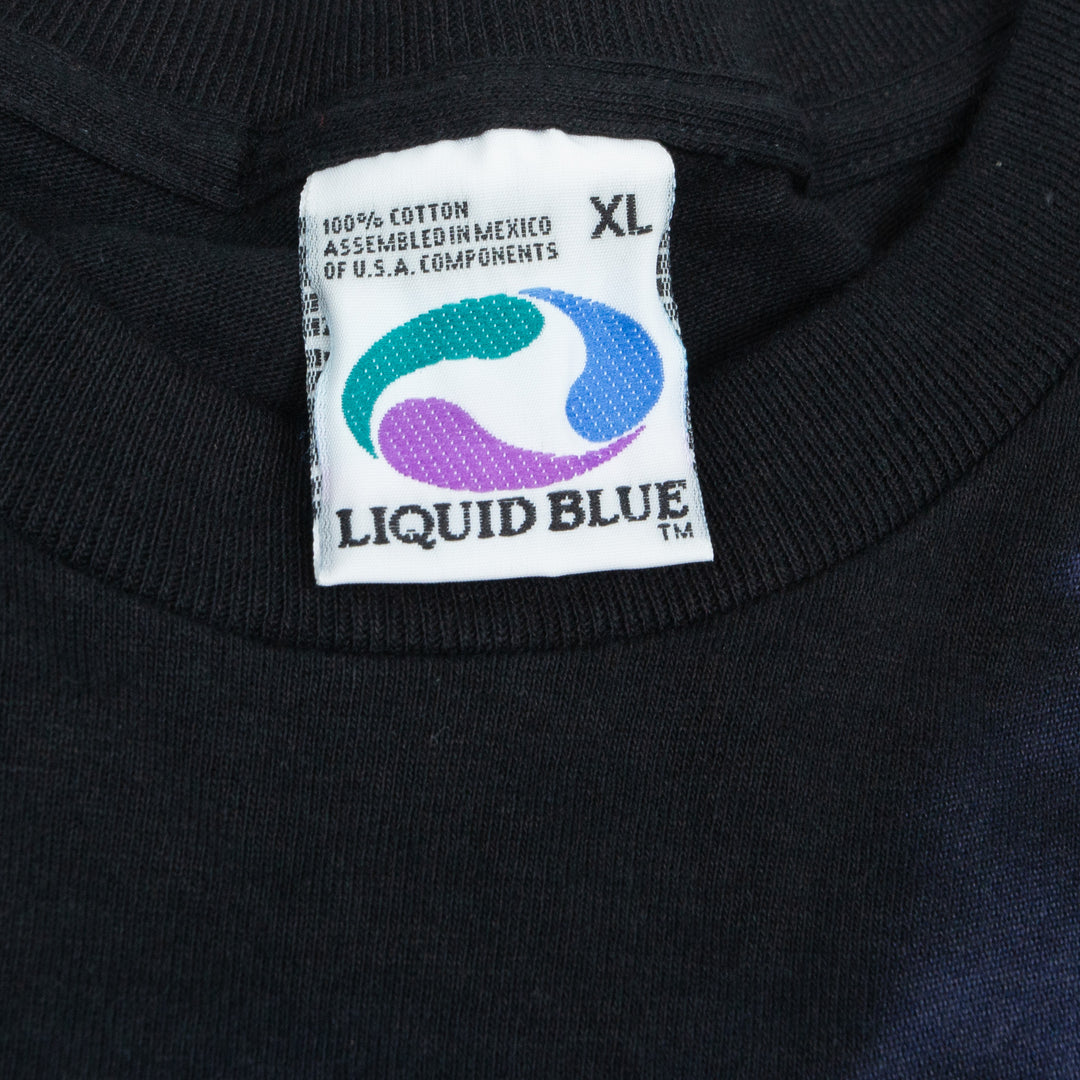 100% COTTON
ASSEMBLED IN MEXICO
OF U.S.A. COMPONENTS
XL
LIQUID BLUE
TM